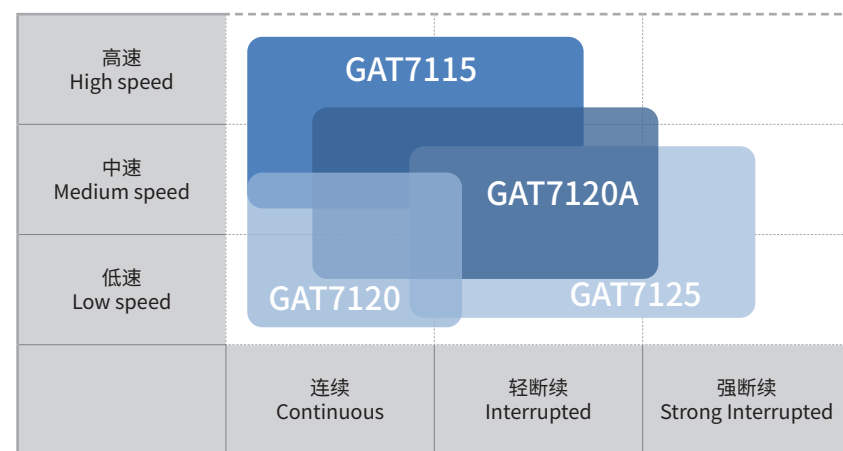 高速
High speed
GAT7115
中速
Medium speed
GAT7120A
低速
Low speed
GAT7120
GAT7125
连续
Continuous
轻断续
Interrupted
强断续
Strong Interrupted